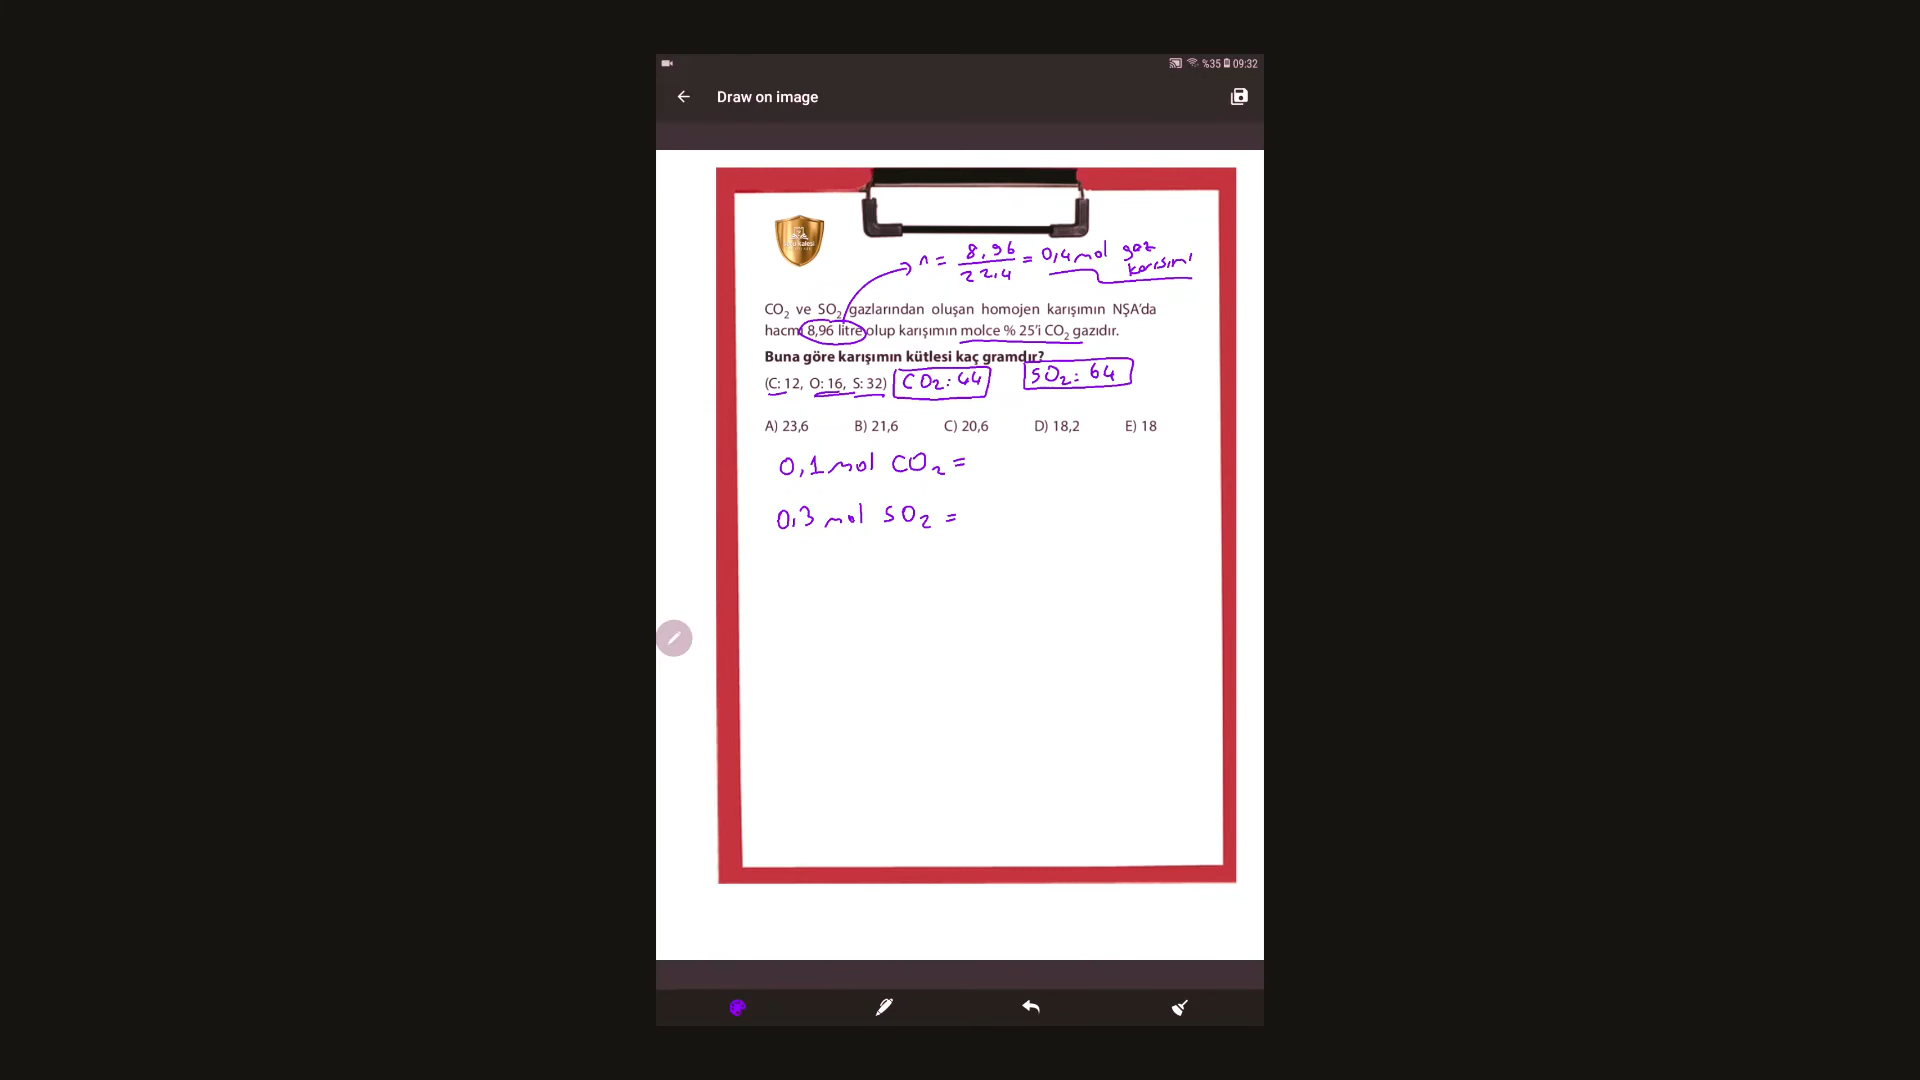 %35 09:32
Draw on image
n = 8,96 / 22,4 = 0,4 mol gaz karışımı
CO₂ ve SO₂ gazlarından oluşan homojen karışımın NŞA'da
hacmi 8,96 litre olup karışımın molce % 25'i CO₂ gazıdır.
Buna göre karışımın kütlesi kaç gramdır?
(C: 12, O: 16, S: 32) CO₂: 44 SO₂: 64
A) 23,6 B) 21,6 C) 20,6 D) 18,2 E) 18
0,1 mol CO₂ =
0,3 mol SO₂ =